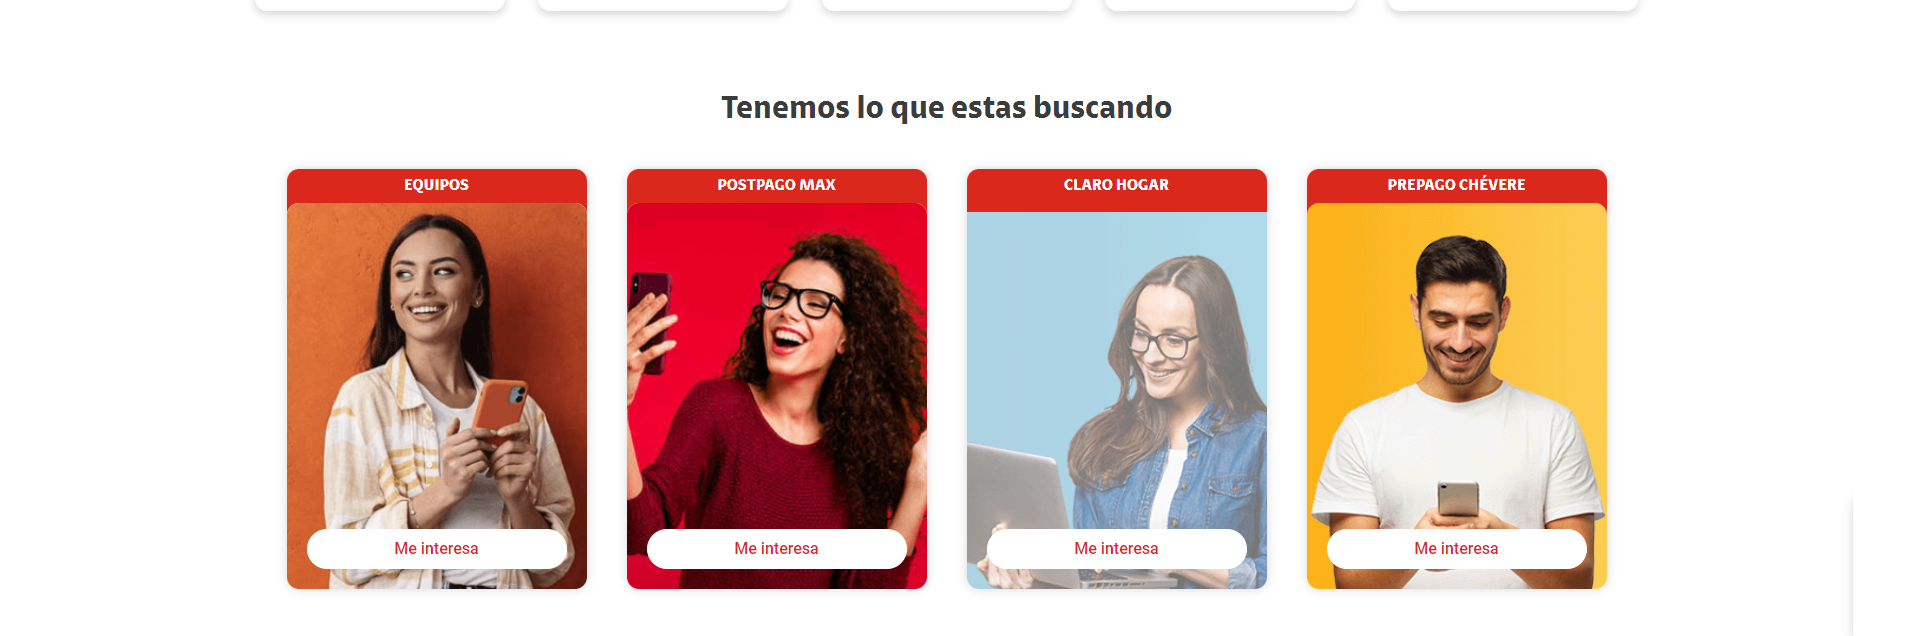 Tenemos lo que estas buscando
EQUIPOS
POSTPAGO MAX
CLARO HOGAR
PREPAGO CHÉVERE
Me interesa
Me interesa
Me interesa
Me interesa